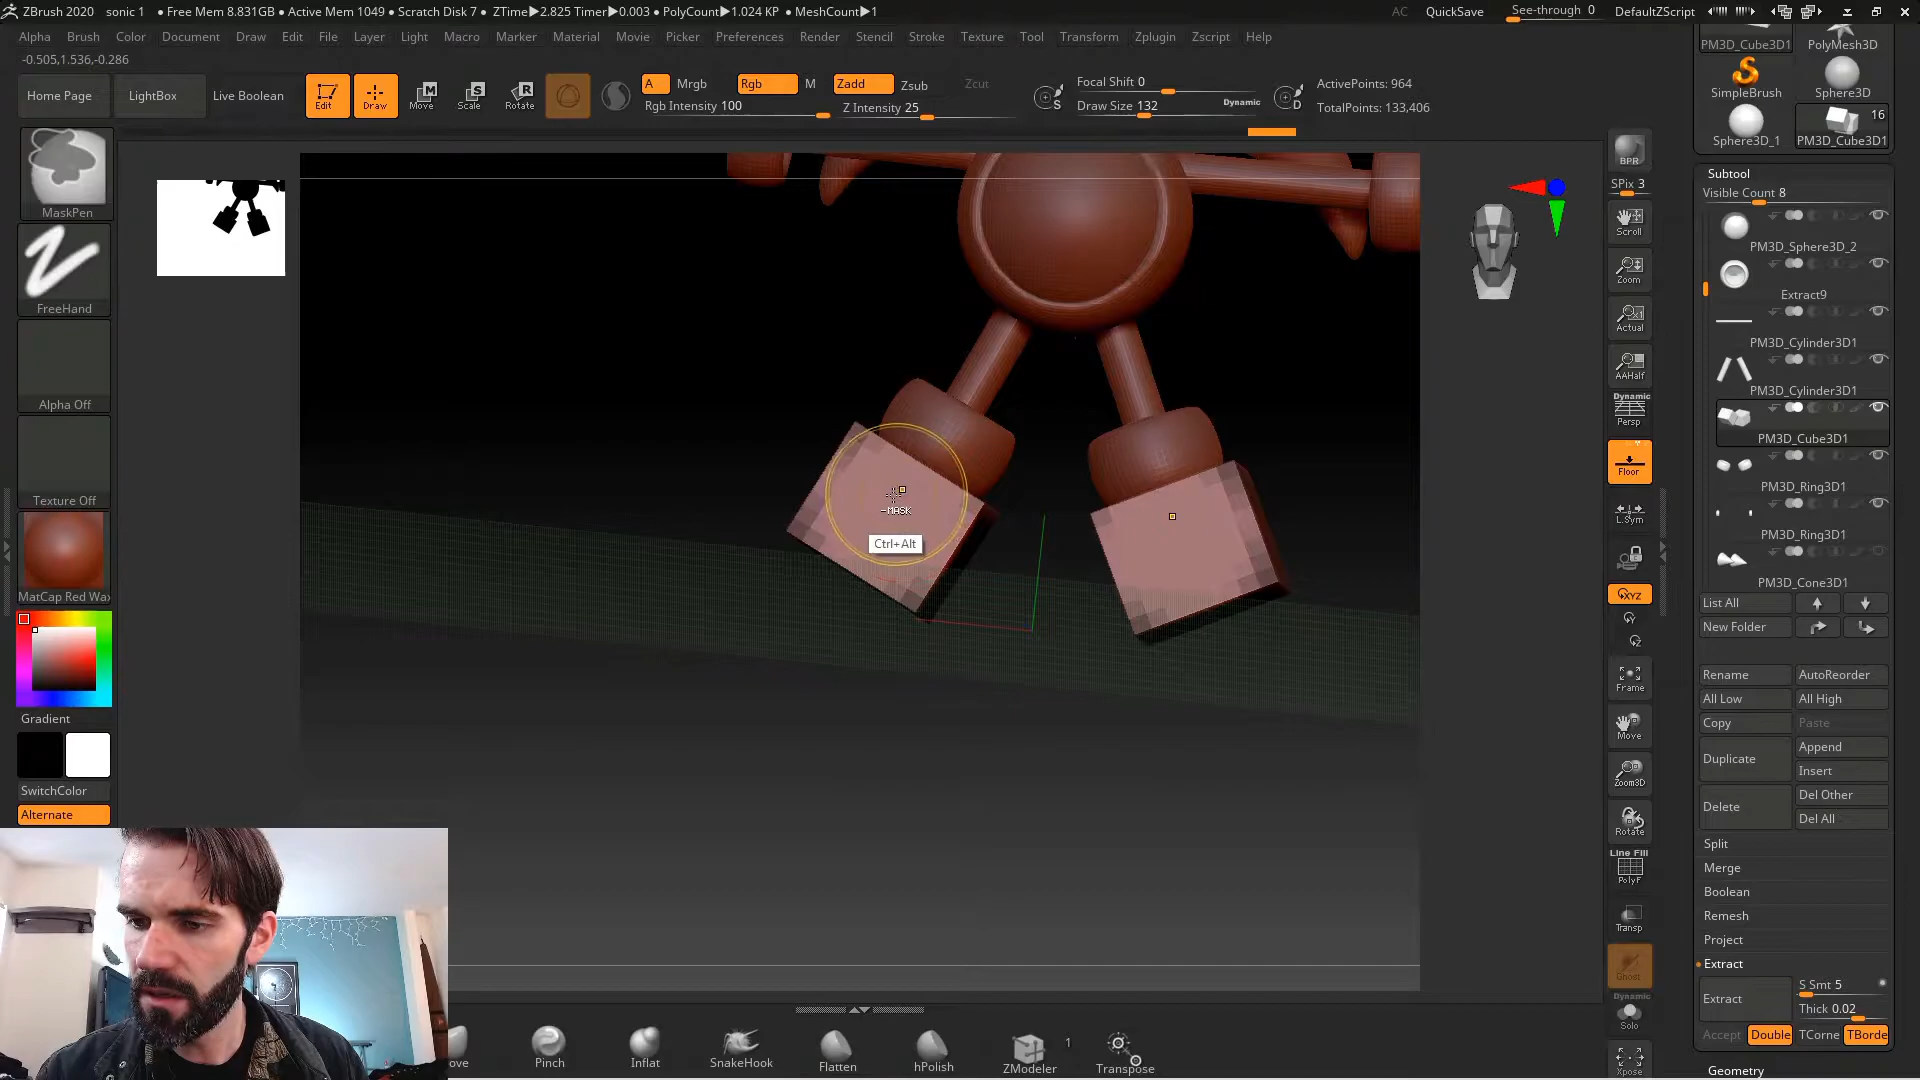 ZBrush 2020 sonic 1 • Free Mem 8.831GB • Active Mem 1049 • Scratch Disk 7 • ZTime▶2.825 Timer▶0.003 • PolyCount▶1.024 KP • MeshCount▶1
AC QuickSave See-through 0 DefaultZScript
Alpha Brush Color Document Draw Edit File Layer Light Macro Marker Material Movie Picker Preferences Render Stencil Stroke Texture Tool Transform Zplugin Zscript Help
-0.505,1.536,-0.286
Home Page LightBox Live Boolean
Edit Draw Move Scale Rotate
A Mrgb Rgb M Zadd Zsub Zcut
Rgb Intensity 100 Z Intensity 25
Focal Shift 0
Draw Size 132 Dynamic
S D
ActivePoints: 964
TotalPoints: 133,406
MaskPen
FreeHand
Alpha Off
Texture Off
MatCap Red Wax
Gradient
SwitchColor
Alternate
-MASK
Ctrl+Alt
BPR
SPix 3
Scroll
Zoom
Actual
AAHalf
Dynamic
Persp
Floor
L.Sym
XYZ
Frame
Move
Zoom3D
Rotate
Line Fill
PolyF
Transp
Ghost
Dynamic
Solo
Xpose
PM3D_Cube3D1 PolyMesh3D
SimpleBrush Sphere3D
16
Sphere3D_1 PM3D_Cube3D1
Subtool
Visible Count 8
PM3D_Sphere3D_2
Extract9
PM3D_Cylinder3D1
PM3D_Cylinder3D1
PM3D_Cube3D1
PM3D_Ring3D1
PM3D_Ring3D1
PM3D_Cone3D1
List All
New Folder
Rename AutoReorder
All Low All High
Copy Paste
Duplicate Append
Insert
Delete Del Other
Del All
Split
Merge
Boolean
Remesh
Project
Extract
Extract S Smt 5
Thick 0.02
Accept Double TCorne TBorde
Geometry
ove Pinch Inflat SnakeHook Flatten hPolish ZModeler 1 Transpose